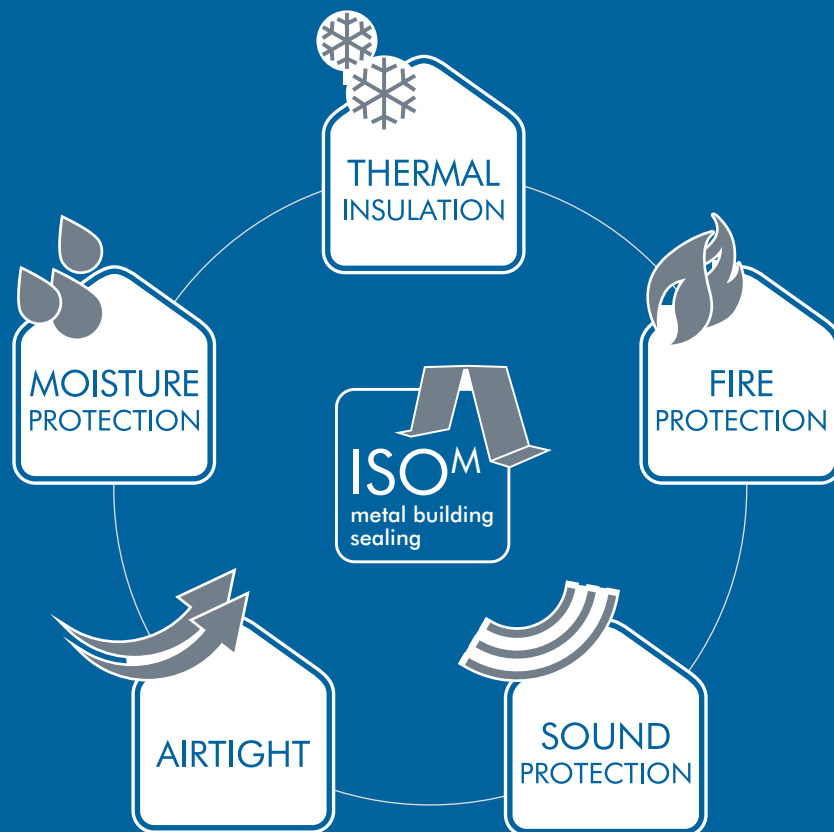 THERMAL
INSULATION
MOISTURE
PROTECTION
FIRE
PROTECTION
ISOᴹ
metal building
sealing
AIRTIGHT
SOUND
PROTECTION